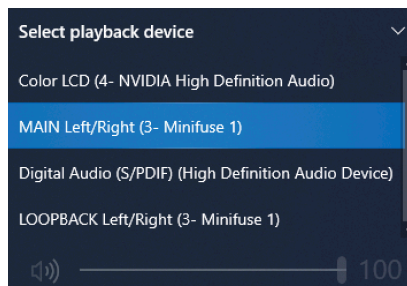 Select playback device
Color LCD (4- NVIDIA High Definition Audio)
MAIN Left/Right (3- Minifuse 1)
Digital Audio (S/PDIF) (High Definition Audio Device)
LOOPBACK Left/Right (3- Minifuse 1)
100